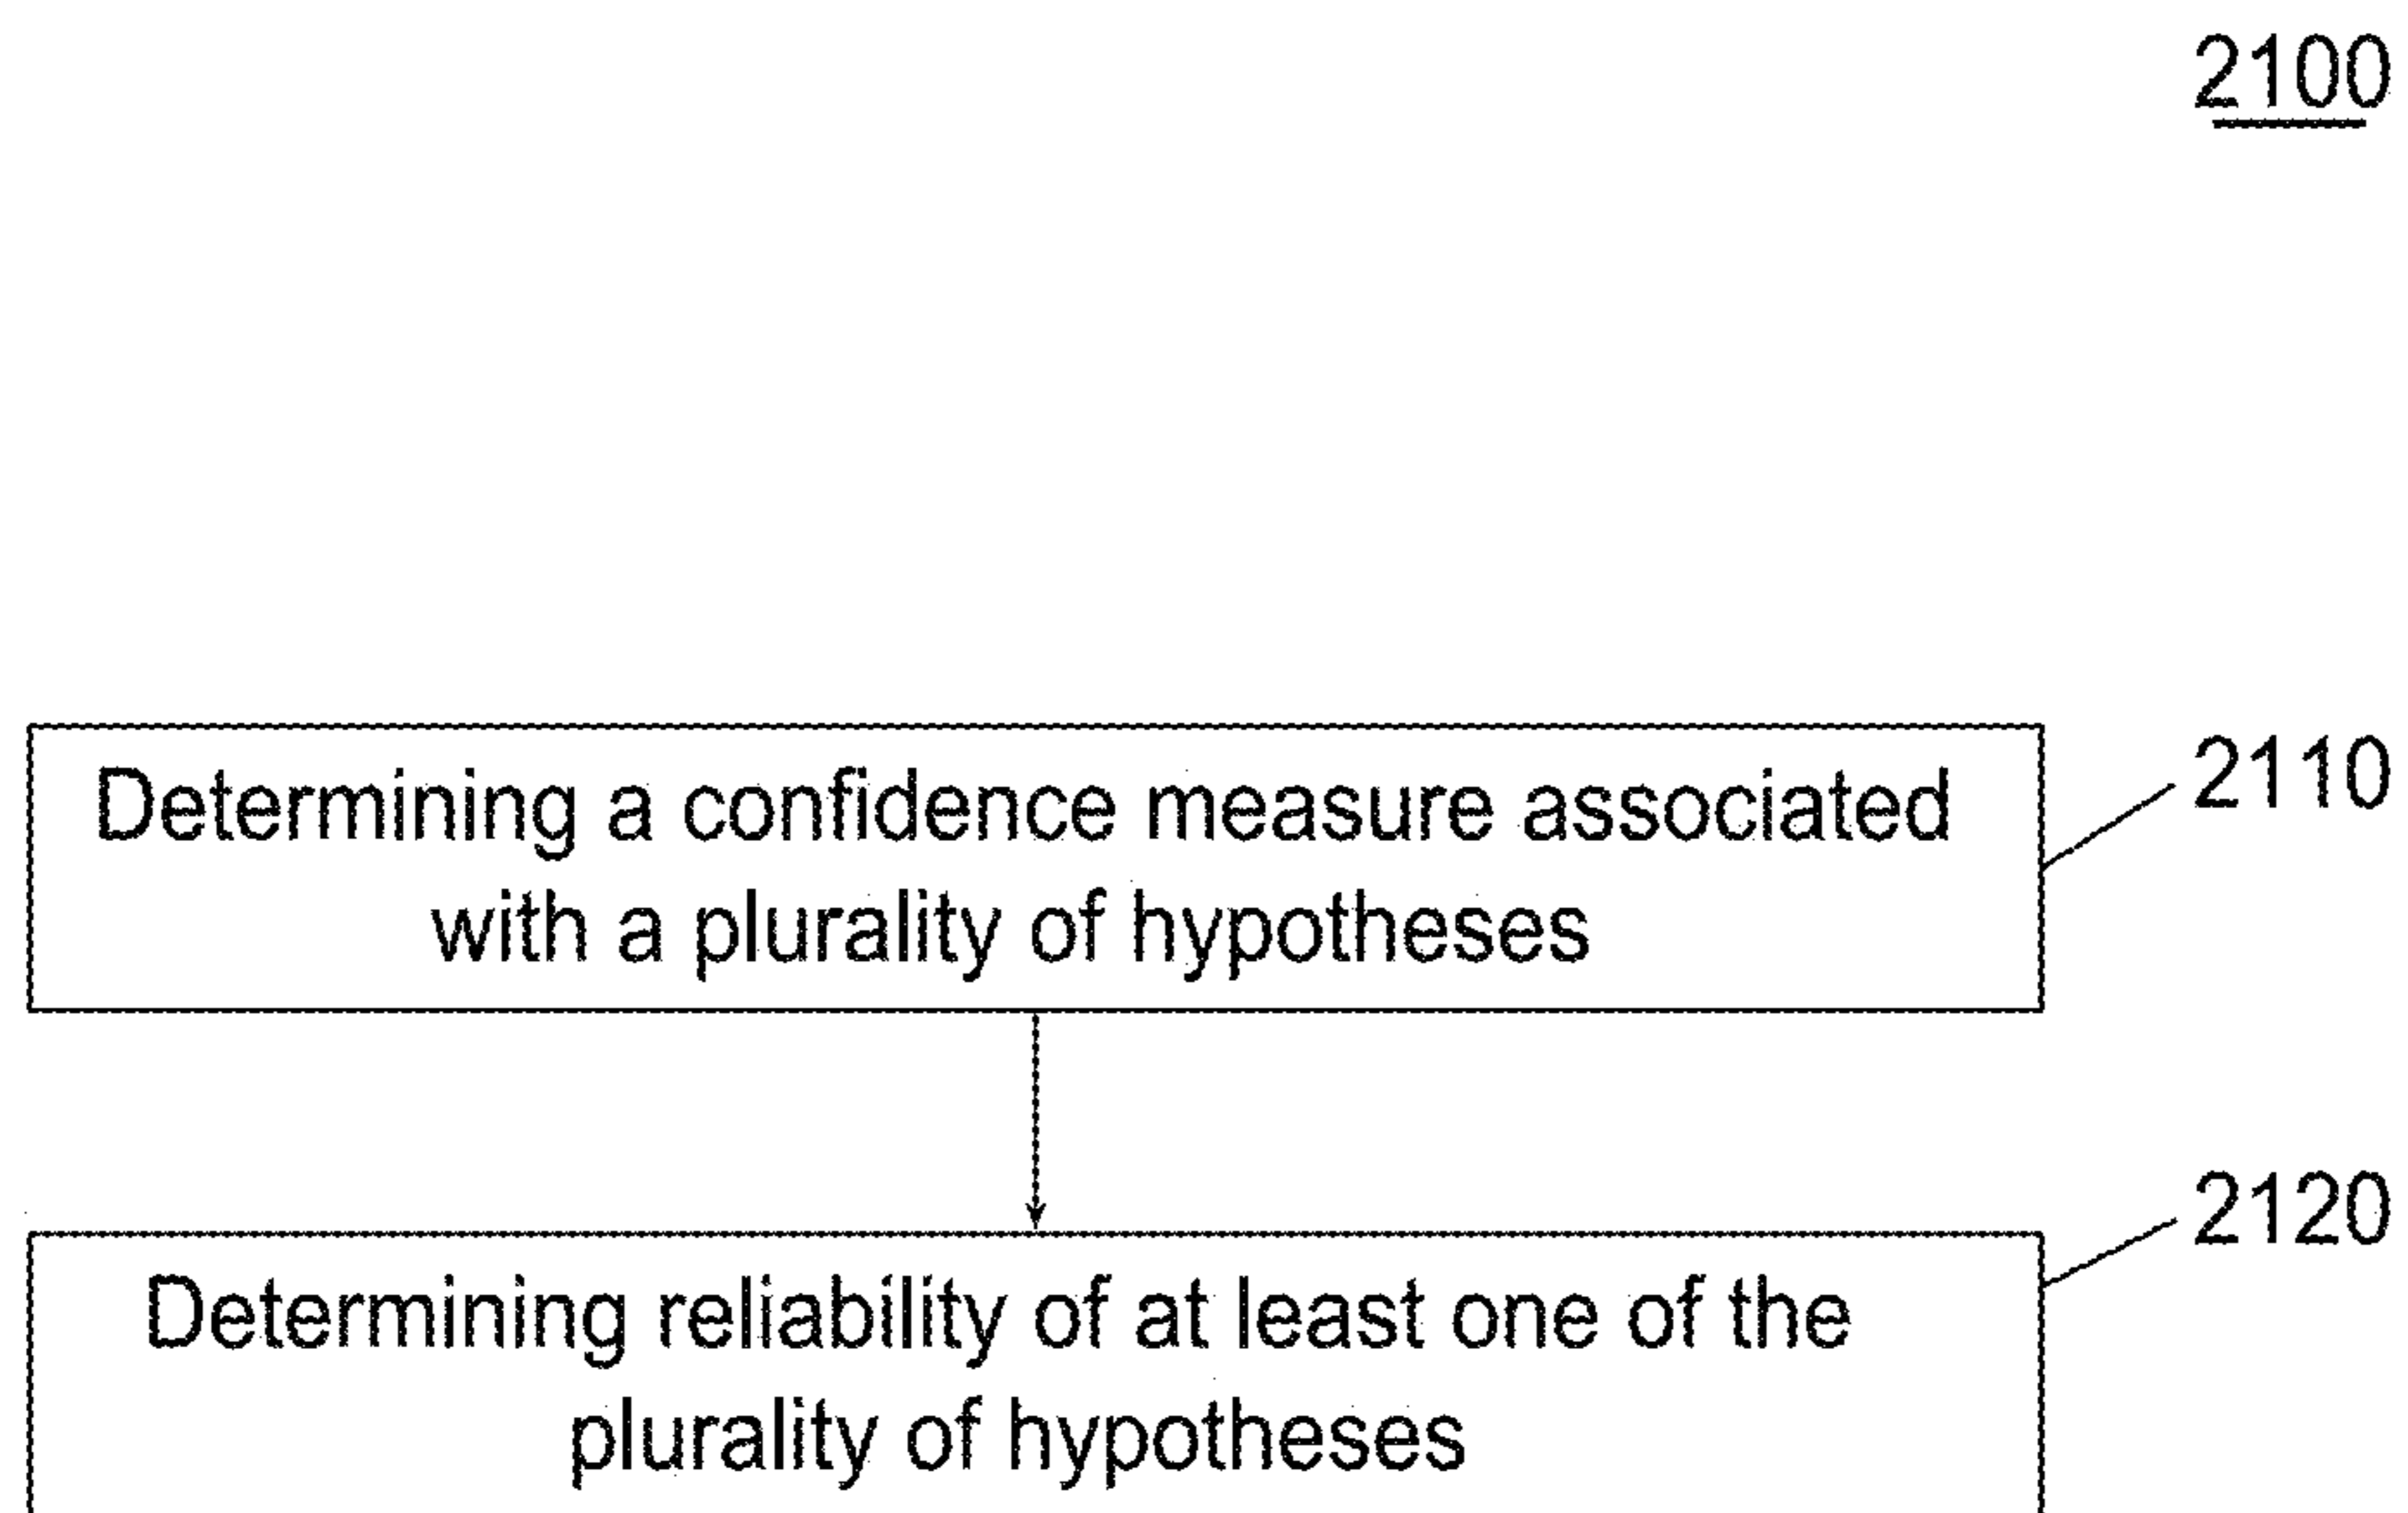 2100
Determining a confidence measure associated
with a plurality of hypotheses
2110
Determining reliability of at least one of the
plurality of hypotheses
2120